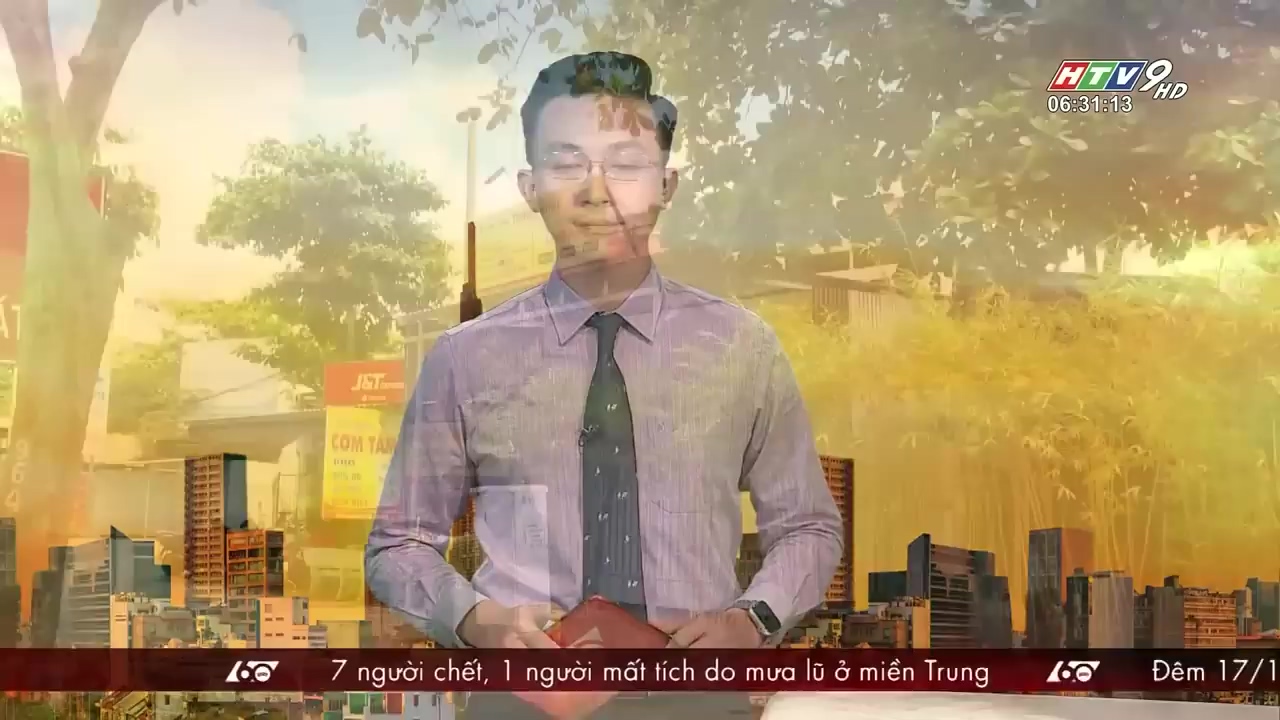 HTV9 HD
06:31:13
J&T EXPRESS
CƠM TẤM
7 người chết, 1 người mất tích do mưa lũ ở miền Trung
Đêm 17/1